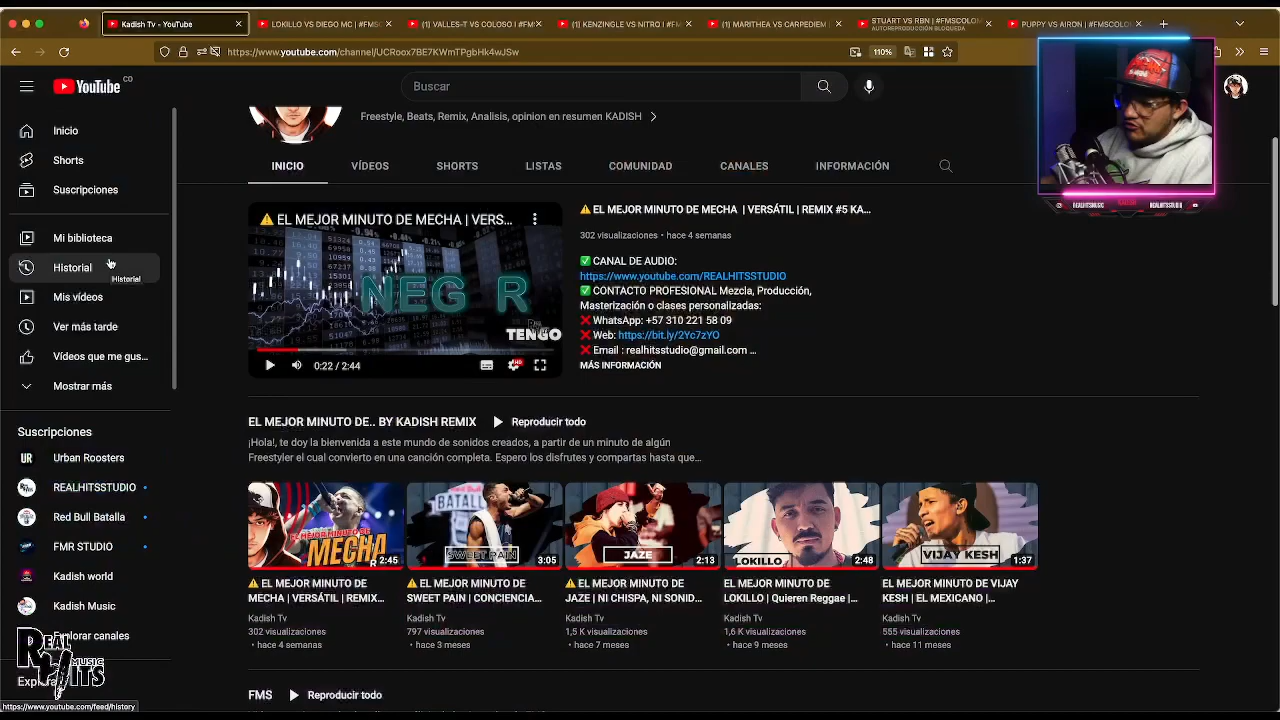 Kadish Tv - YouTube
LOKILLO VS DIEGO MC | #FMSC
(1) VALLES-T VS COLOSO I #FM
(1) KENZINGLE VS NITRO I #FMS
(1) MARITHEA VS CARPEDIEM |
STUART VS RBN | #FMSCOLOM
AUTOREPRODUCCIÓN BLOQUEDA
PUPPY VS AIRON | #FMSCOLOM
https://www.youtube.com/channel/UCRoox7BE7KWmTPgbHk4wJSw
110%
YouTube CO
Buscar
Freestyle, Beats, Remix, Analisis, opinion en resumen KADISH
INICIO
VÍDEOS
SHORTS
LISTAS
COMUNIDAD
CANALES
INFORMACIÓN
REALHITSMUSIC
REALHITSSTUDIO
Inicio
Shorts
Suscripciones
Mi biblioteca
Historial
Historial
Mis vídeos
Ver más tarde
Vídeos que me gus...
Mostrar más
Suscripciones
Urban Roosters
REALHITSSTUDIO
Red Bull Batalla
FMR STUDIO
Kadish world
Kadish Music
Explorar canales
https://www.youtube.com/feed/history
EL MEJOR MINUTO DE MECHA | VERS...
NEG R
TENGO
0:22 / 2:44
EL MEJOR MINUTO DE MECHA | VERSÁTIL | REMIX #5 KA...
302 visualizaciones • hace 4 semanas
CANAL DE AUDIO:
https://www.youtube.com/REALHITSSTUDIO
CONTACTO PROFESIONAL Mezcla, Producción,
Masterización o clases personalizadas:
WhatsApp: +57 310 221 58 09
Web: https://bit.ly/2Yc7zYO
Email : realhitsstudio@gmail.com ...
MÁS INFORMACIÓN
EL MEJOR MINUTO DE.. BY KADISH REMIX
Reproducir todo
¡Hola!, te doy la bienvenida a este mundo de sonidos creados, a partir de un minuto de algún
Freestyler el cual convierto en una canción completa. Espero los disfrutes y compartas hasta que...
EL MEJOR MINUTO DE
MECHA
2:45
SWEET PAIN
3:05
JAZE
2:13
LOKILLO
2:48
VIJAY KESH
1:37
EL MEJOR MINUTO DE
MECHA | VERSÁTIL | REMIX...
Kadish Tv
302 visualizaciones
• hace 4 semanas
EL MEJOR MINUTO DE
SWEET PAIN | CONCIENCIA...
Kadish Tv
797 visualizaciones
• hace 3 meses
EL MEJOR MINUTO DE
JAZE | NI CHISPA, NI SONID...
Kadish Tv
1,5 K visualizaciones
• hace 7 meses
EL MEJOR MINUTO DE
LOKILLO | Quieren Reggae |...
Kadish Tv
1,6 K visualizaciones
• hace 9 meses
EL MEJOR MINUTO DE VIJAY
KESH | EL MEXICANO |...
Kadish Tv
555 visualizaciones
• hace 11 meses
FMS
Reproducir todo